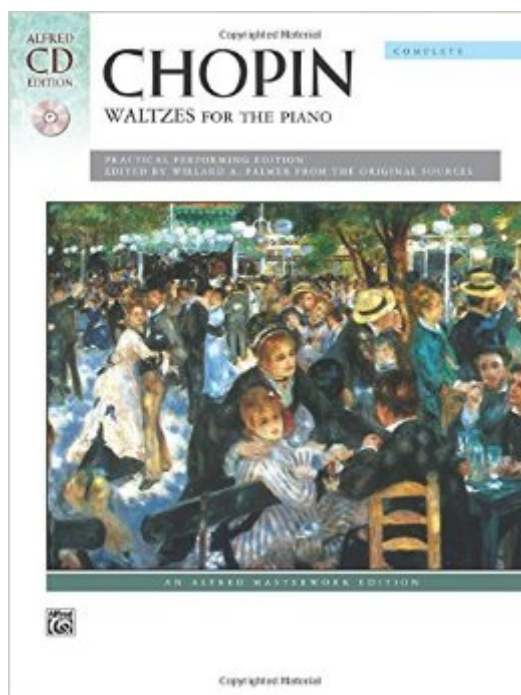 Copyrighted Material
ALFRED
CD
EDITION
COMPLETE
CHOPIN
WALTZES FOR THE PIANO
PRACTICAL PERFORMING EDITION
EDITED BY WILLARD A. PALMER FROM THE ORIGINAL SOURCES
AN ALFRED MASTERWORK EDITION
Alfred
Copyrighted Material